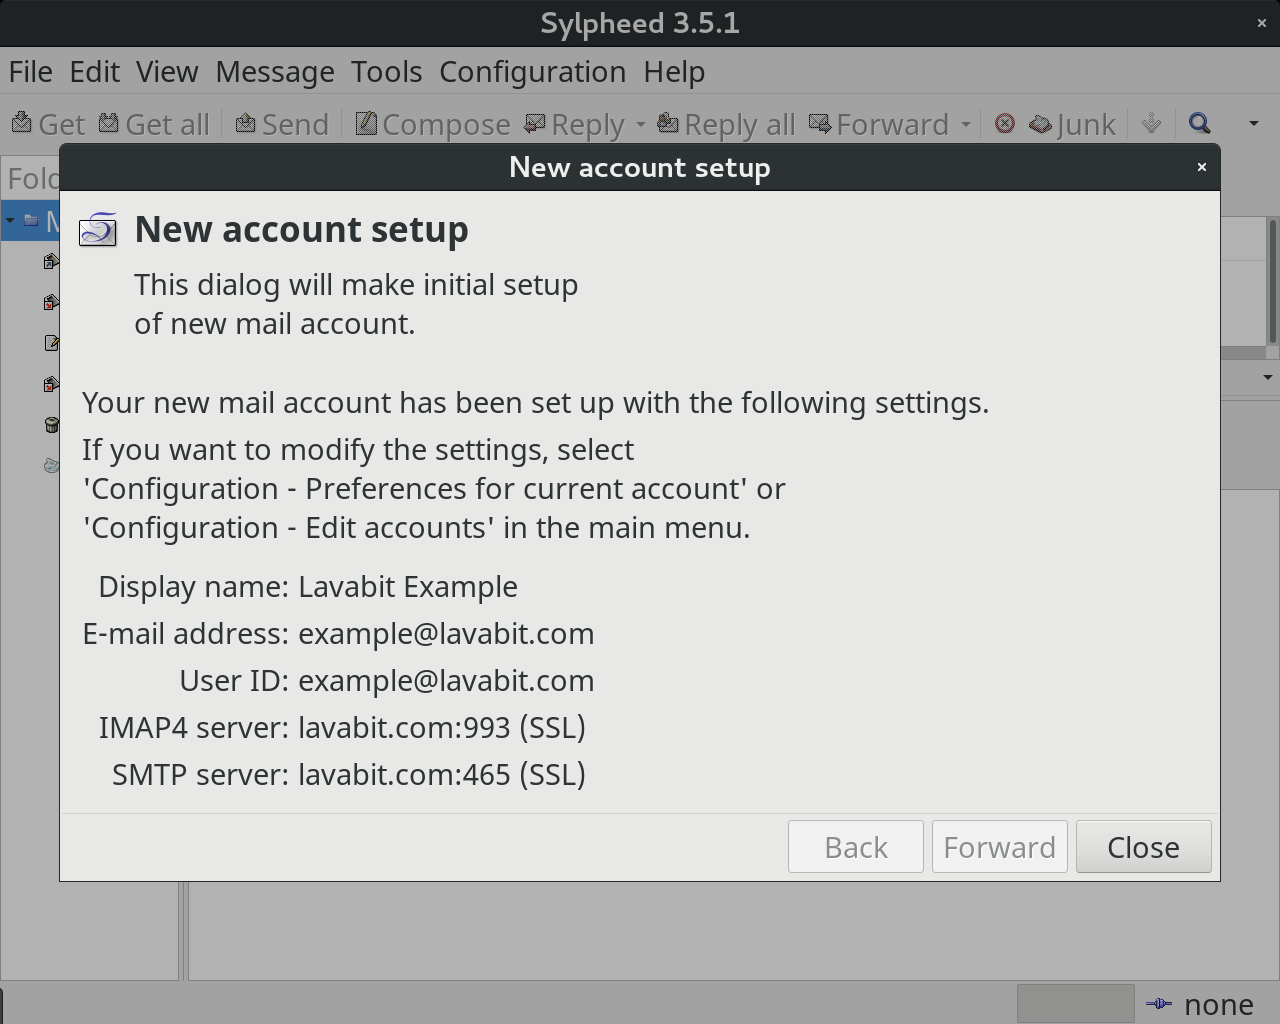 Sylpheed 3.5.1
File Edit View Message Tools Configuration Help
Get Get all Send Compose Reply Reply all Forward Junk
New account setup
New account setup
This dialog will make initial setup
of new mail account.
Your new mail account has been set up with the following settings.
If you want to modify the settings, select
'Configuration - Preferences for current account' or
'Configuration - Edit accounts' in the main menu.
Display name: Lavabit Example
E-mail address: example@lavabit.com
User ID: example@lavabit.com
IMAP4 server: lavabit.com:993 (SSL)
SMTP server: lavabit.com:465 (SSL)
Back Forward Close
none